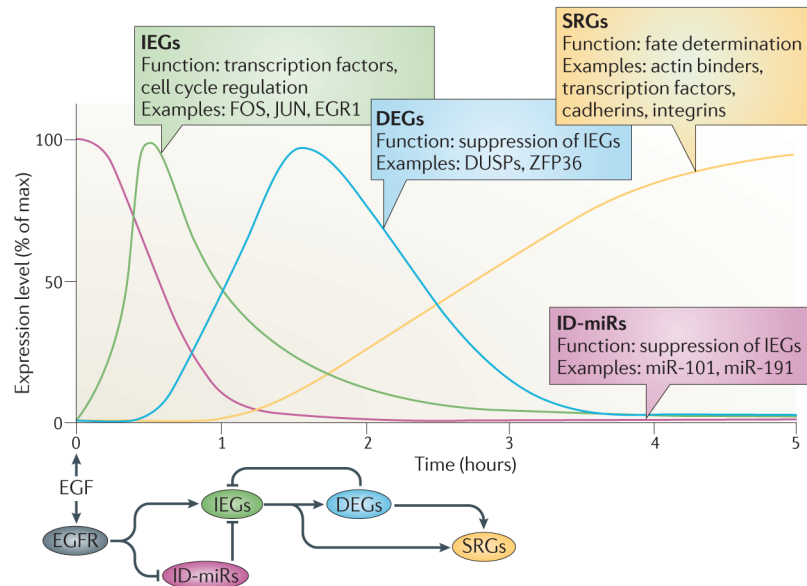 IEGs
Function: transcription factors,
cell cycle regulation
Examples: FOS, JUN, EGR1
SRGs
Function: fate determination
Examples: actin binders,
transcription factors,
cadherins, integrins
DEGs
Function: suppression of IEGs
Examples: DUSPs, ZFP36
ID-miRs
Function: suppression of IEGs
Examples: miR-101, miR-191
Expression level (% of max)
100
50
0
0
1
2
3
4
5
Time (hours)
EGF
EGFR
IEGs
DEGs
SRGs
ID-miRs